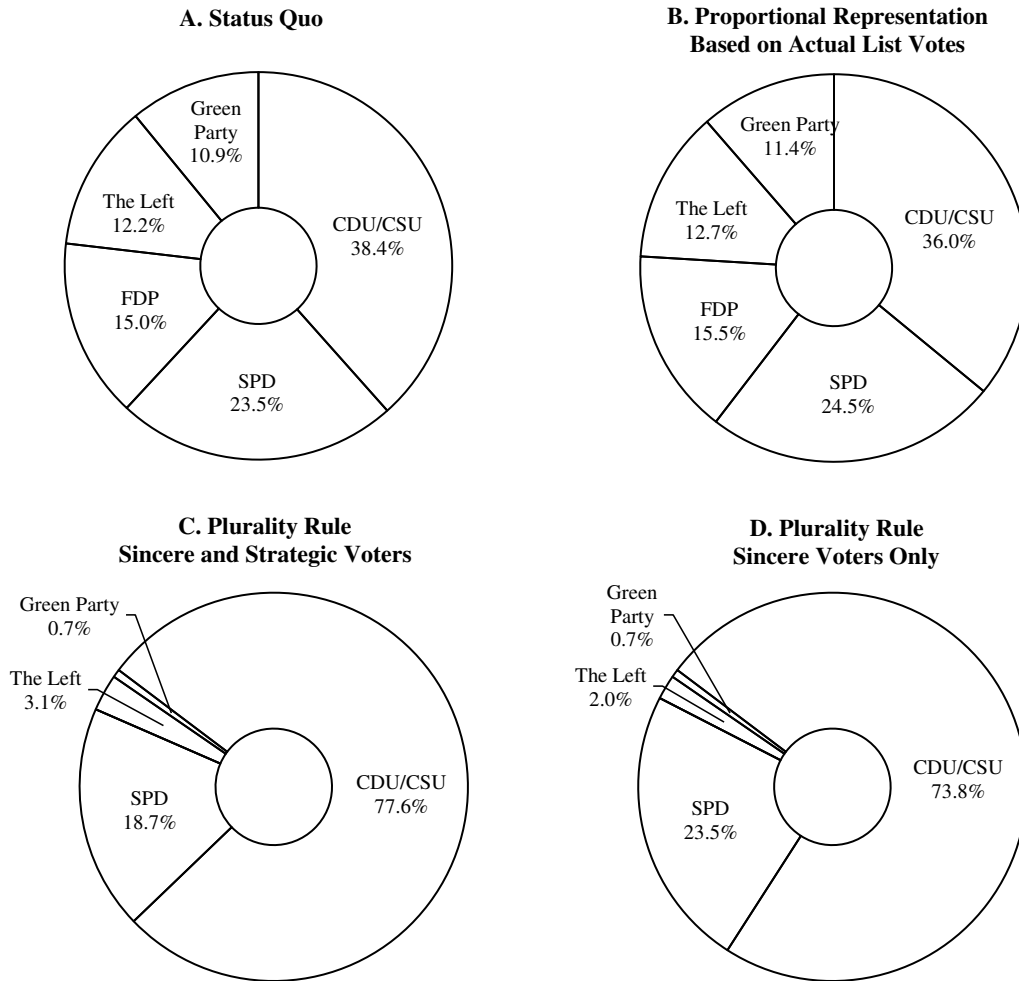 A. Status Quo
Green
Party
10.9%
The Left
12.2%
CDU/CSU
38.4%
FDP
15.0%
SPD
23.5%
B. Proportional Representation
Based on Actual List Votes
Green Party
11.4%
The Left
12.7%
CDU/CSU
36.0%
FDP
15.5%
SPD
24.5%
C. Plurality Rule
Sincere and Strategic Voters
Green Party
0.7%
The Left
3.1%
CDU/CSU
77.6%
SPD
18.7%
D. Plurality Rule
Sincere Voters Only
Green
Party
0.7%
The Left
2.0%
CDU/CSU
73.8%
SPD
23.5%